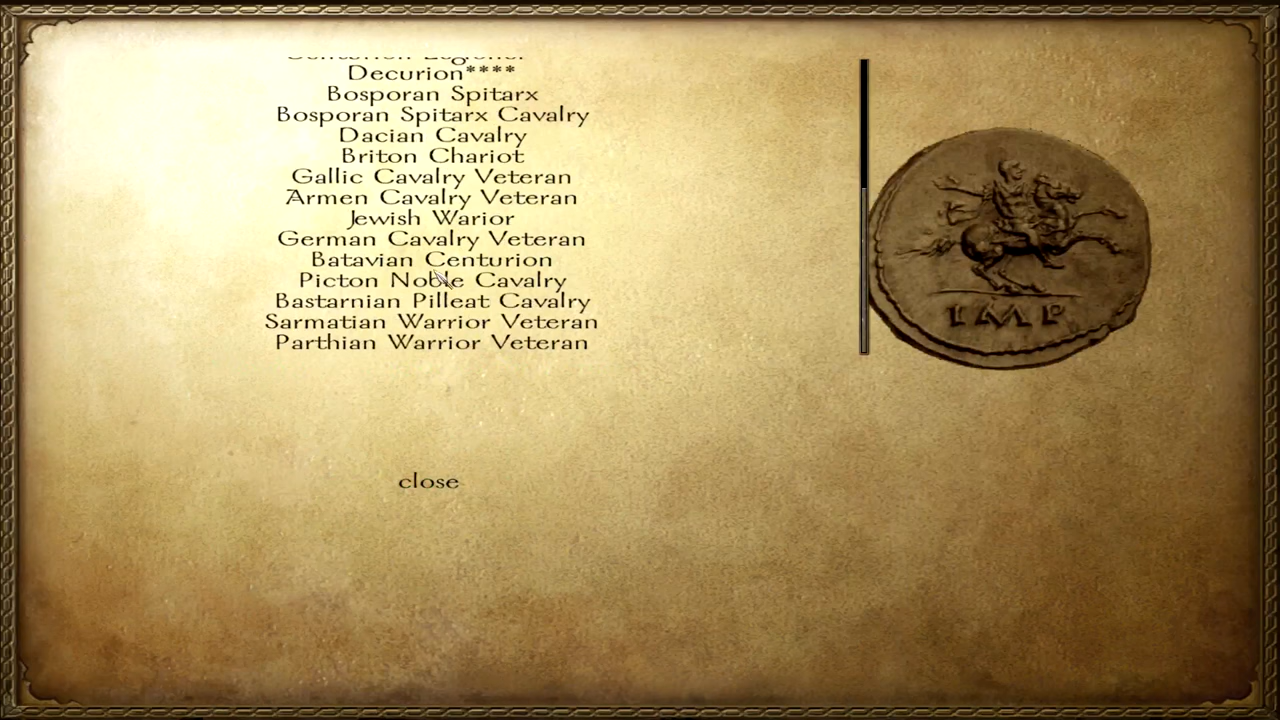 Decurion****
Bosporan Spitarx
Bosporan Spitarx Cavalry
Dacian Cavalry
Briton Chariot
Gallic Cavalry Veteran
Armen Cavalry Veteran
Jewish Warior
German Cavalry Veteran
Batavian Centurion
Picton Noble Cavalry
Bastarnian Pilleat Cavalry
Sarmatian Warrior Veteran
Parthian Warrior Veteran
close
IMP